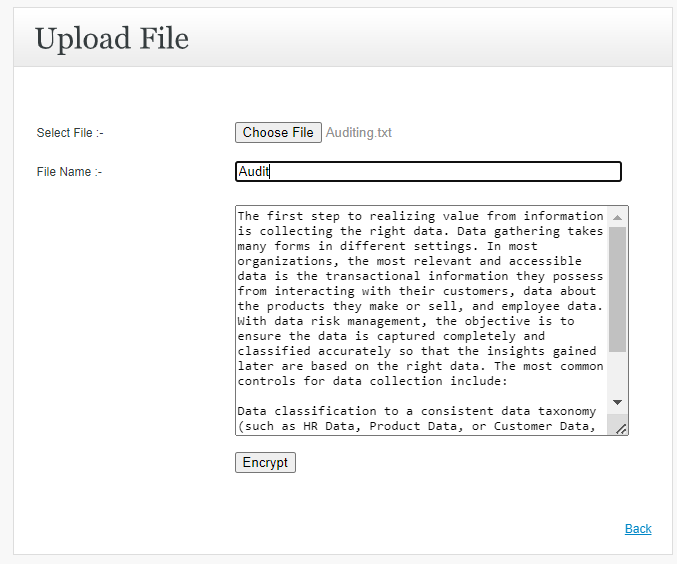 Upload File
Select File :- Choose File Auditing.txt
File Name :- Audit
The first step to realizing value from information
is collecting the right data. Data gathering takes
many forms in different settings. In most
organizations, the most relevant and accessible
data is the transactional information they possess
from interacting with their customers, data about
the products they make or sell, and employee data.
With data risk management, the objective is to
ensure the data is captured completely and
classified accurately so that the insights gained
later are based on the right data. The most common
controls for data collection include:
Data classification to a consistent data taxonomy
(such as HR Data, Product Data, or Customer Data,
Encrypt
Back